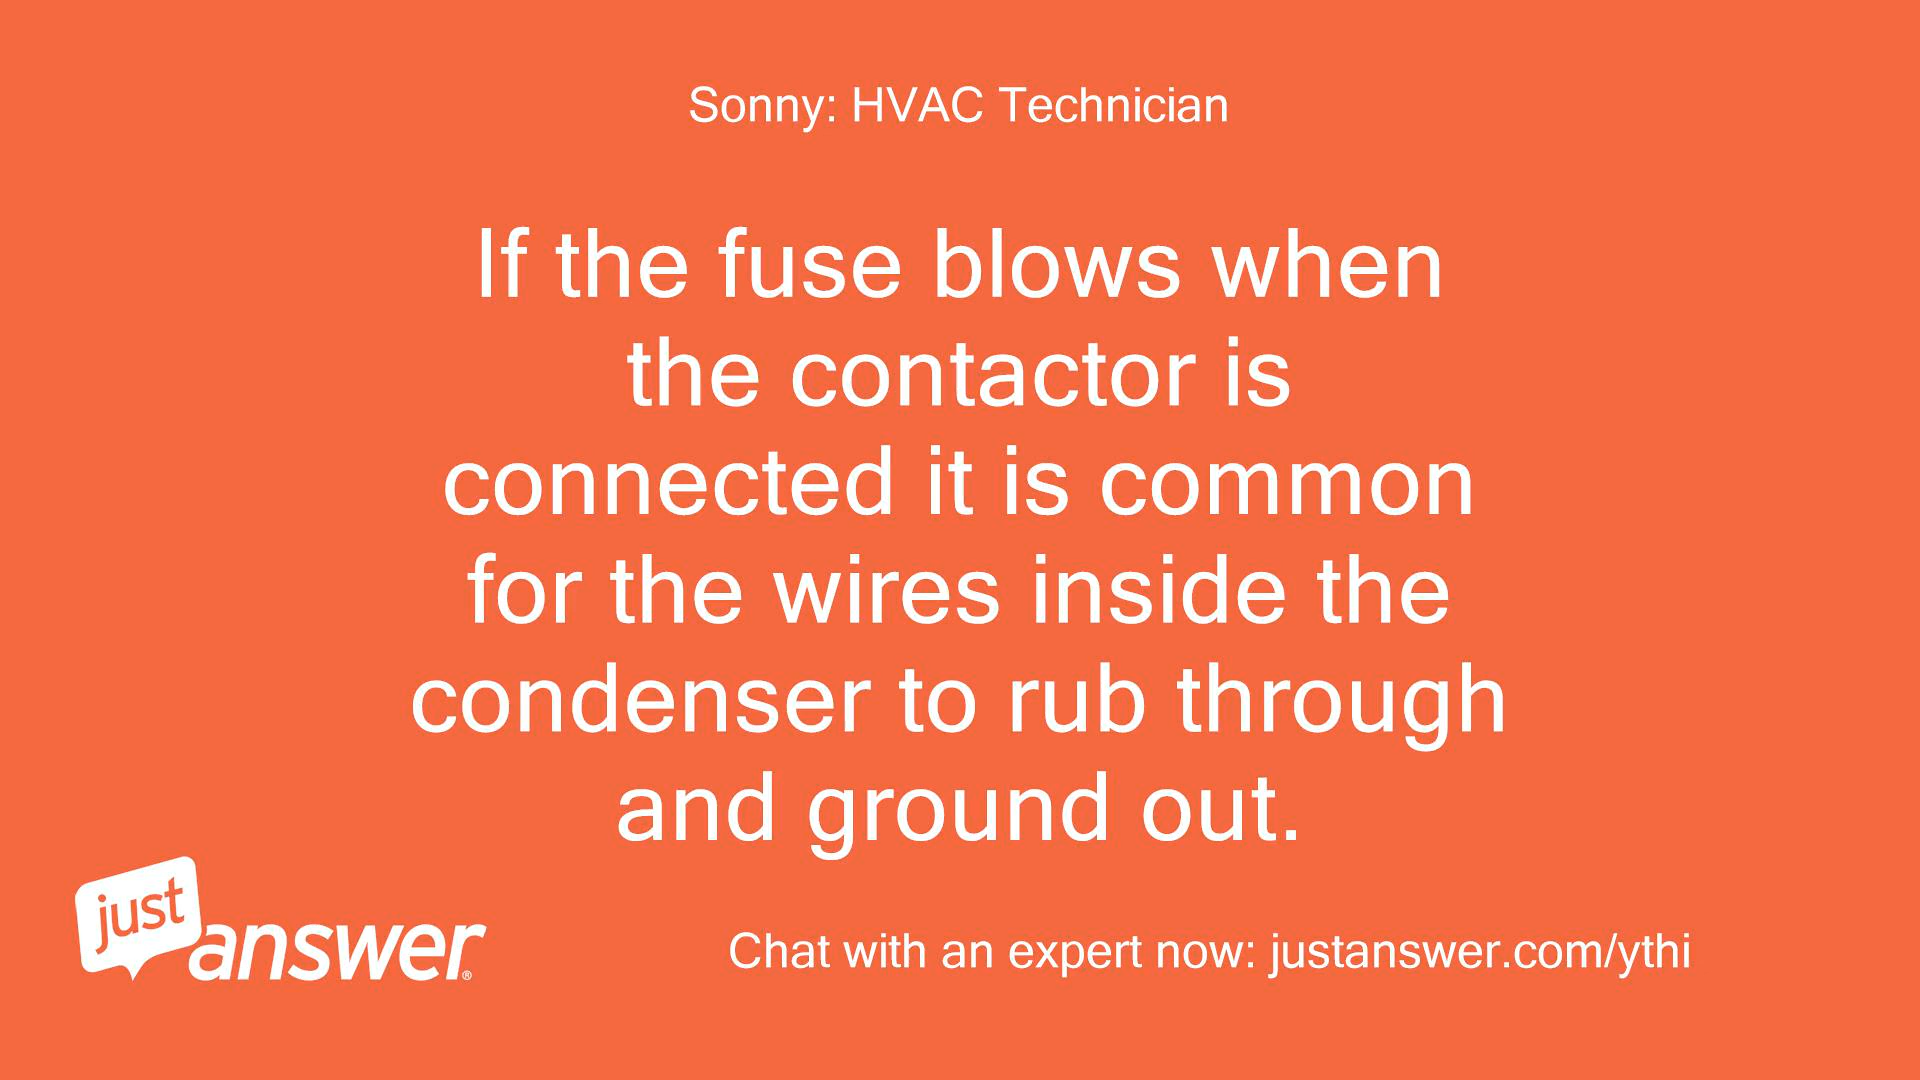 Sonny: HVAC Technician
If the fuse blows when
the contactor is
connected it is common
for the wires inside the
condenser to rub through
and ground out.
just
answer®
Chat with an expert now: justanswer.com/ythi